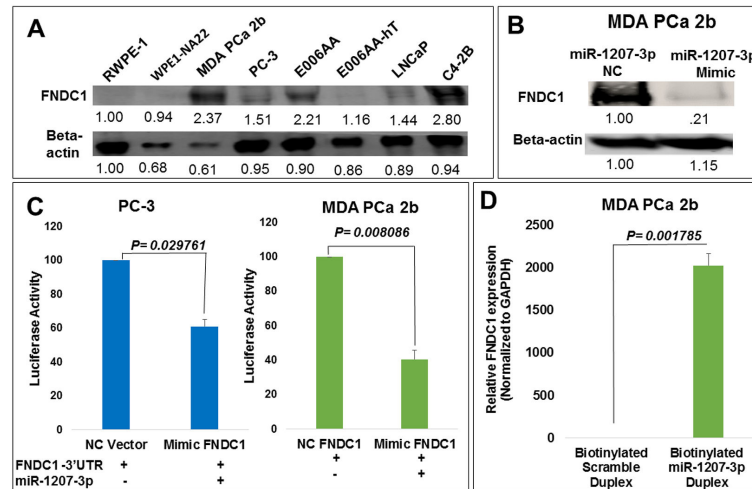 A
RWPE-1
WPE1-NA22
MDA PCa 2b
PC-3
E006AA
E006AA-hT
LNCaP
C4-2B
FNDC1
1.00 0.94 2.37 1.51 2.21 1.16 1.44 2.80
Beta-
actin
1.00 0.68 0.61 0.95 0.90 0.86 0.89 0.94
B
MDA PCa 2b
miR-1207-3p miR-1207-3p
NC Mimic
FNDC1
1.00 .21
Beta-actin
1.00 1.15
C
PC-3
P= 0.029761
Luciferase Activity
120
100
80
60
40
20
0
NC Vector Mimic FNDC1
FNDC1 -3'UTR + +
miR-1207-3p - +
MDA PCa 2b
P= 0.008086
Luciferase Activity
120
100
80
60
40
20
0
NC FNDC1 Mimic FNDC1
+ +
- +
D
MDA PCa 2b
P= 0.001785
Relative FNDC1 expression
(Normalized to GAPDH)
2500
2000
1500
1000
500
0
Biotinylated Biotinylated
Scramble miR-1207-3p
Duplex Duplex